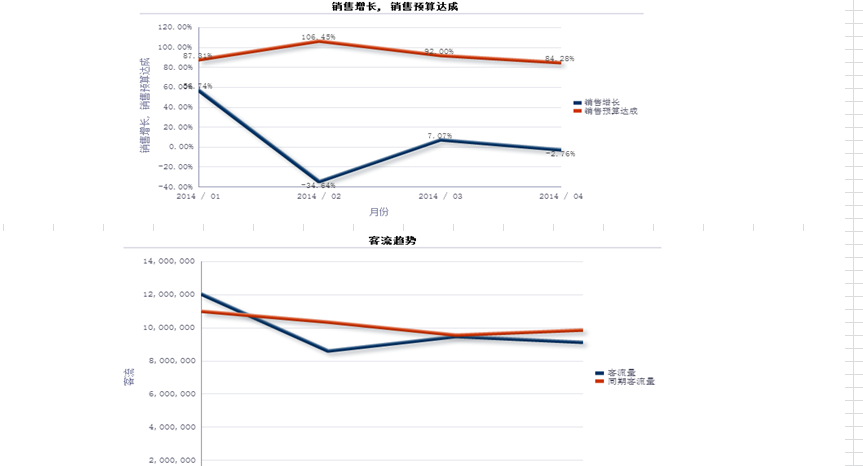 销售增长, 销售预算达成
120.00%
100.00%
80.00%
60.00%
40.00%
20.00%
0.00%
-20.00%
-40.00%
销售增长, 销售预算达成
87.31%
106.45%
92.00%
84.28%
7.07%
-2.76%
-34.64%
销售增长
销售预算达成
2014 / 01
2014 / 02
2014 / 03
2014 / 04
月份
客流趋势
14,000,000
12,000,000
10,000,000
8,000,000
6,000,000
4,000,000
2,000,000
客流
客流量
同期客流量